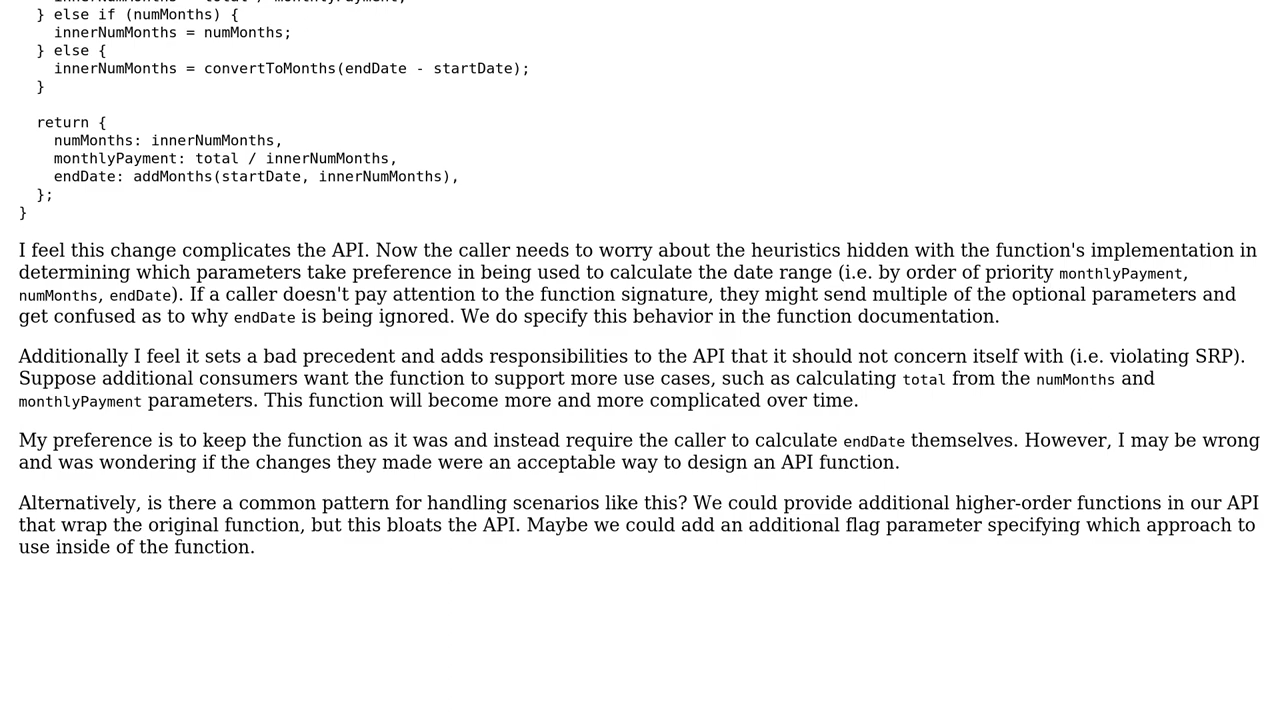 innerNumMonths = total / monthlyPayment;
} else if (numMonths) {
innerNumMonths = numMonths;
} else {
innerNumMonths = convertToMonths(endDate - startDate);
}
return {
numMonths: innerNumMonths,
monthlyPayment: total / innerNumMonths,
endDate: addMonths(startDate, innerNumMonths),
};
}
I feel this change complicates the API. Now the caller needs to worry about the heuristics hidden with the function's implementation in
determining which parameters take preference in being used to calculate the date range (i.e. by order of priority monthlyPayment,
numMonths, endDate). If a caller doesn't pay attention to the function signature, they might send multiple of the optional parameters and
get confused as to why endDate is being ignored. We do specify this behavior in the function documentation.
Additionally I feel it sets a bad precedent and adds responsibilities to the API that it should not concern itself with (i.e. violating SRP).
Suppose additional consumers want the function to support more use cases, such as calculating total from the numMonths and
monthlyPayment parameters. This function will become more and more complicated over time.
My preference is to keep the function as it was and instead require the caller to calculate endDate themselves. However, I may be wrong
and was wondering if the changes they made were an acceptable way to design an API function.
Alternatively, is there a common pattern for handling scenarios like this? We could provide additional higher-order functions in our API
that wrap the original function, but this bloats the API. Maybe we could add an additional flag parameter specifying which approach to
use inside of the function.